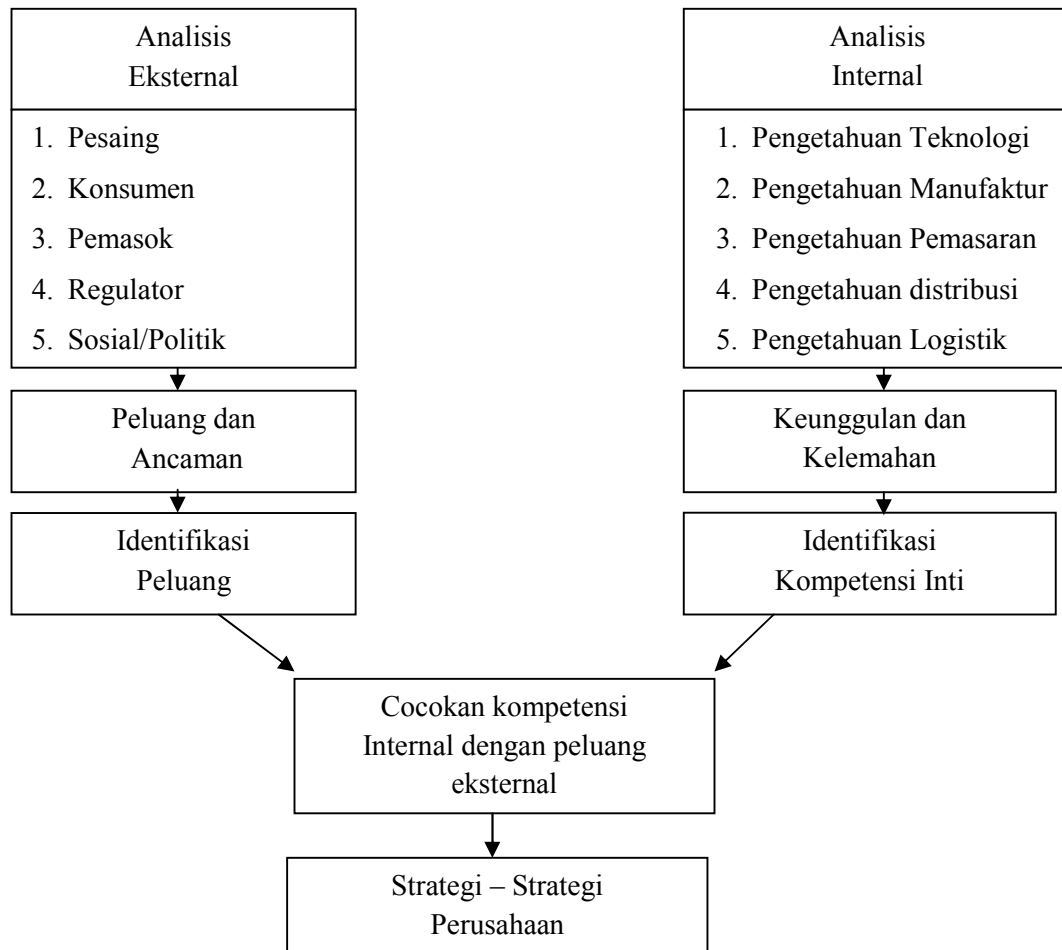 Analisis
Eksternal
1. Pesaing
2. Konsumen
3. Pemasok
4. Regulator
5. Sosial/Politik
Peluang dan
Ancaman
Identifikasi
Peluang
Analisis
Internal
1. Pengetahuan Teknologi
2. Pengetahuan Manufaktur
3. Pengetahuan Pemasaran
4. Pengetahuan distribusi
5. Pengetahuan Logistik
Keunggulan dan
Kelemahan
Identifikasi
Kompetensi Inti
Cocokan kompetensi
Internal dengan peluang
eksternal
Strategi – Strategi
Perusahaan